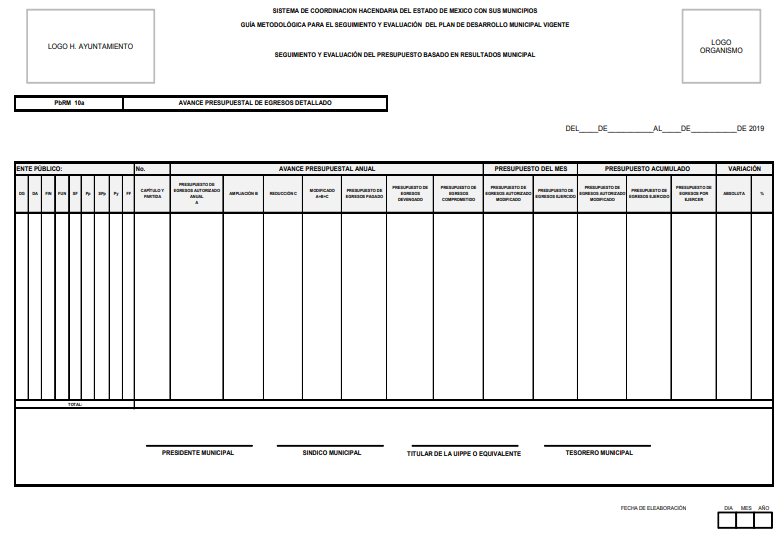 SISTEMA DE COORDINACION HACENDARIA DEL ESTADO DE MEXICO CON SUS MUNICIPIOS
GUÍA METODOLÓGICA PARA EL SEGUIMIENTO Y EVALUACIÓN DEL PLAN DE DESARROLLO MUNICIPAL VIGENTE
LOGO H. AYUNTAMIENTO
LOGO
ORGANISMO
SEGUIMIENTO Y EVALUACIÓN DEL PRESUPUESTO BASADO EN RESULTADOS MUNICIPAL
PbRM 10a AVANCE PRESUPUESTAL DE EGRESOS DETALLADO
DEL____DE___________AL____DE___________DE 2019
ENTE PÚBLICO: No. AVANCE PRESUPUESTAL ANUAL PRESUPUESTO DEL MES PRESUPUESTO ACUMULADO VARIACIÓN
DG DA FIN FUN SF Pp SPp Py FF
CAPÍTULO Y
PARTIDA
PRESUPUESTO DE
EGRESOS AUTORIZADO
ANUAL
A
AMPLIACIÓN B
REDUCCIÓN C
MODIFICADO
A+B+C
PRESUPUESTO DE
EGRESOS PAGADO
PRESUPUESTO DE
EGRESOS
DEVENGADO
PRESUPUESTO DE
EGRESOS
COMPROMETIDO
PRESUPUESTO DE
EGRESOS AUTORIZADO
MODIFICADO
PRESUPUESTO DE
EGRESOS EJERCIDO
PRESUPUESTO DE
EGRESOS AUTORIZADO
MODIFICADO
PRESUPUESTO DE
EGRESOS EJERCIDO
PRESUPUESTO DE
EGRESOS POR
EJERCER
ABSOLUTA
%
TOTAL:
PRESIDENTE MUNICIPAL SINDICO MUNICIPAL TITULAR DE LA UIPPE O EQUIVALENTE TESORERO MUNICIPAL
FECHA DE ELEABORACIÓN DIA MES AÑO